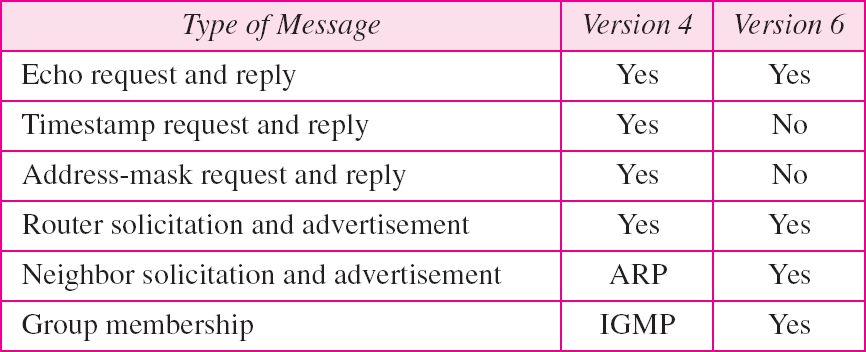 Type of Message Version 4 Version 6
Echo request and reply Yes Yes
Timestamp request and reply Yes No
Address-mask request and reply Yes No
Router solicitation and advertisement Yes Yes
Neighbor solicitation and advertisement ARP Yes
Group membership IGMP Yes